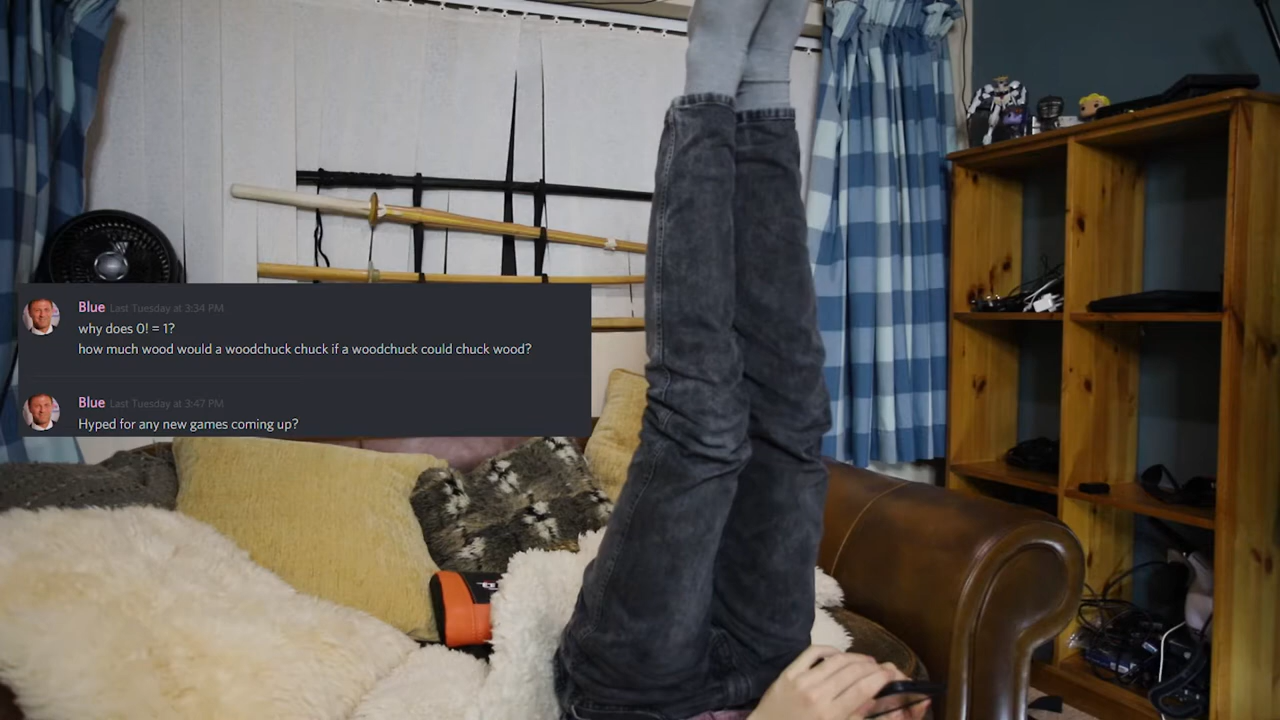 Blue Last Tuesday at 3:34 PM
why does 0! = 1?
how much wood would a woodchuck chuck if a woodchuck could chuck wood?
Blue Last Tuesday at 3:47 PM
Hyped for any new games coming up?